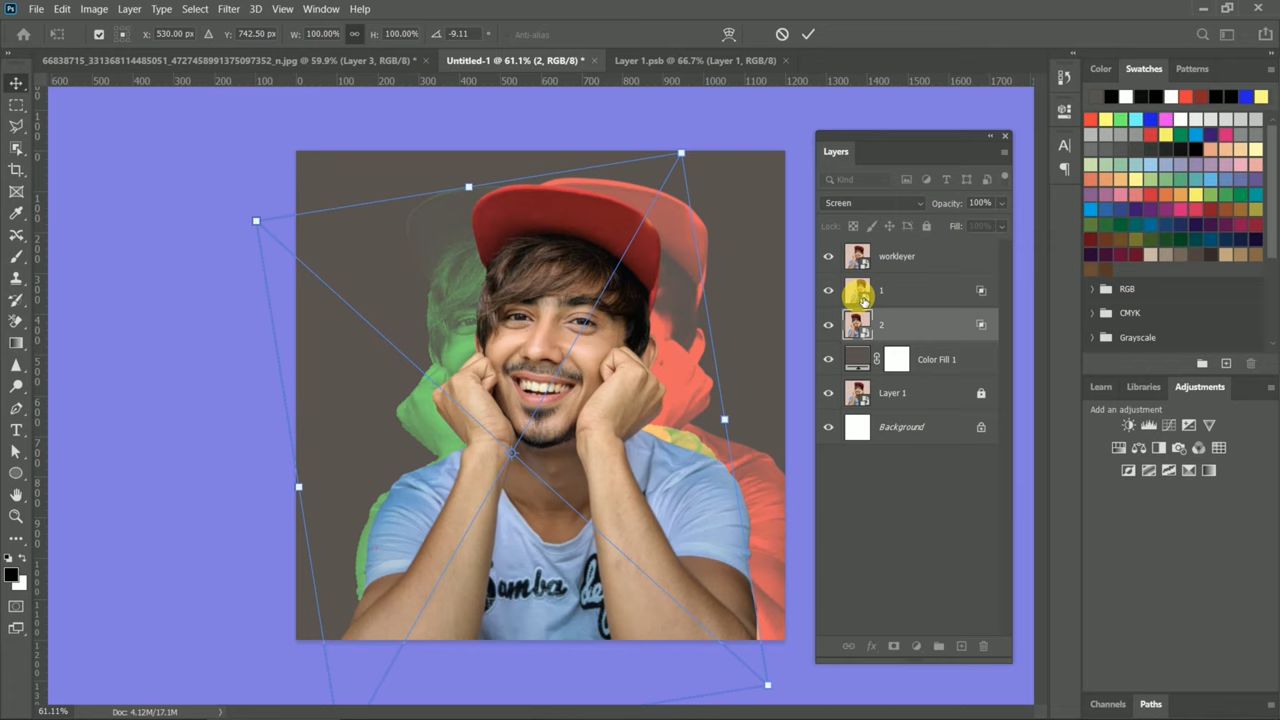 Ps File Edit Image Layer Type Select Filter 3D View Window Help
X: 530.00 px Y: 742.50 px W: 100.00% H: 100.00% -9.11 ° Anti-alias
66838715_331368114485051_4727458991375097352_n.jpg @ 59.9% (Layer 3, RGB/8) * × Untitled-1 @ 61.1% (2, RGB/8) * × Layer 1.psb @ 66.7% (Layer 1, RGB/8) ×
600 500 400 300 200 100 0 100 200 300 400 500 600 700 800 900 1000 1100 1200 1300 1400 1500 1600 1700
Color Swatches Patterns
Layers
Kind
Screen Opacity: 100%
Lock: Fill: 100%
workleyer
1
2
Color Fill 1
Layer 1
Background
RGB
CMYK
Grayscale
Learn Libraries Adjustments
Add an adjustment
Channels Paths
61.11% Doc: 4.12M/17.1M